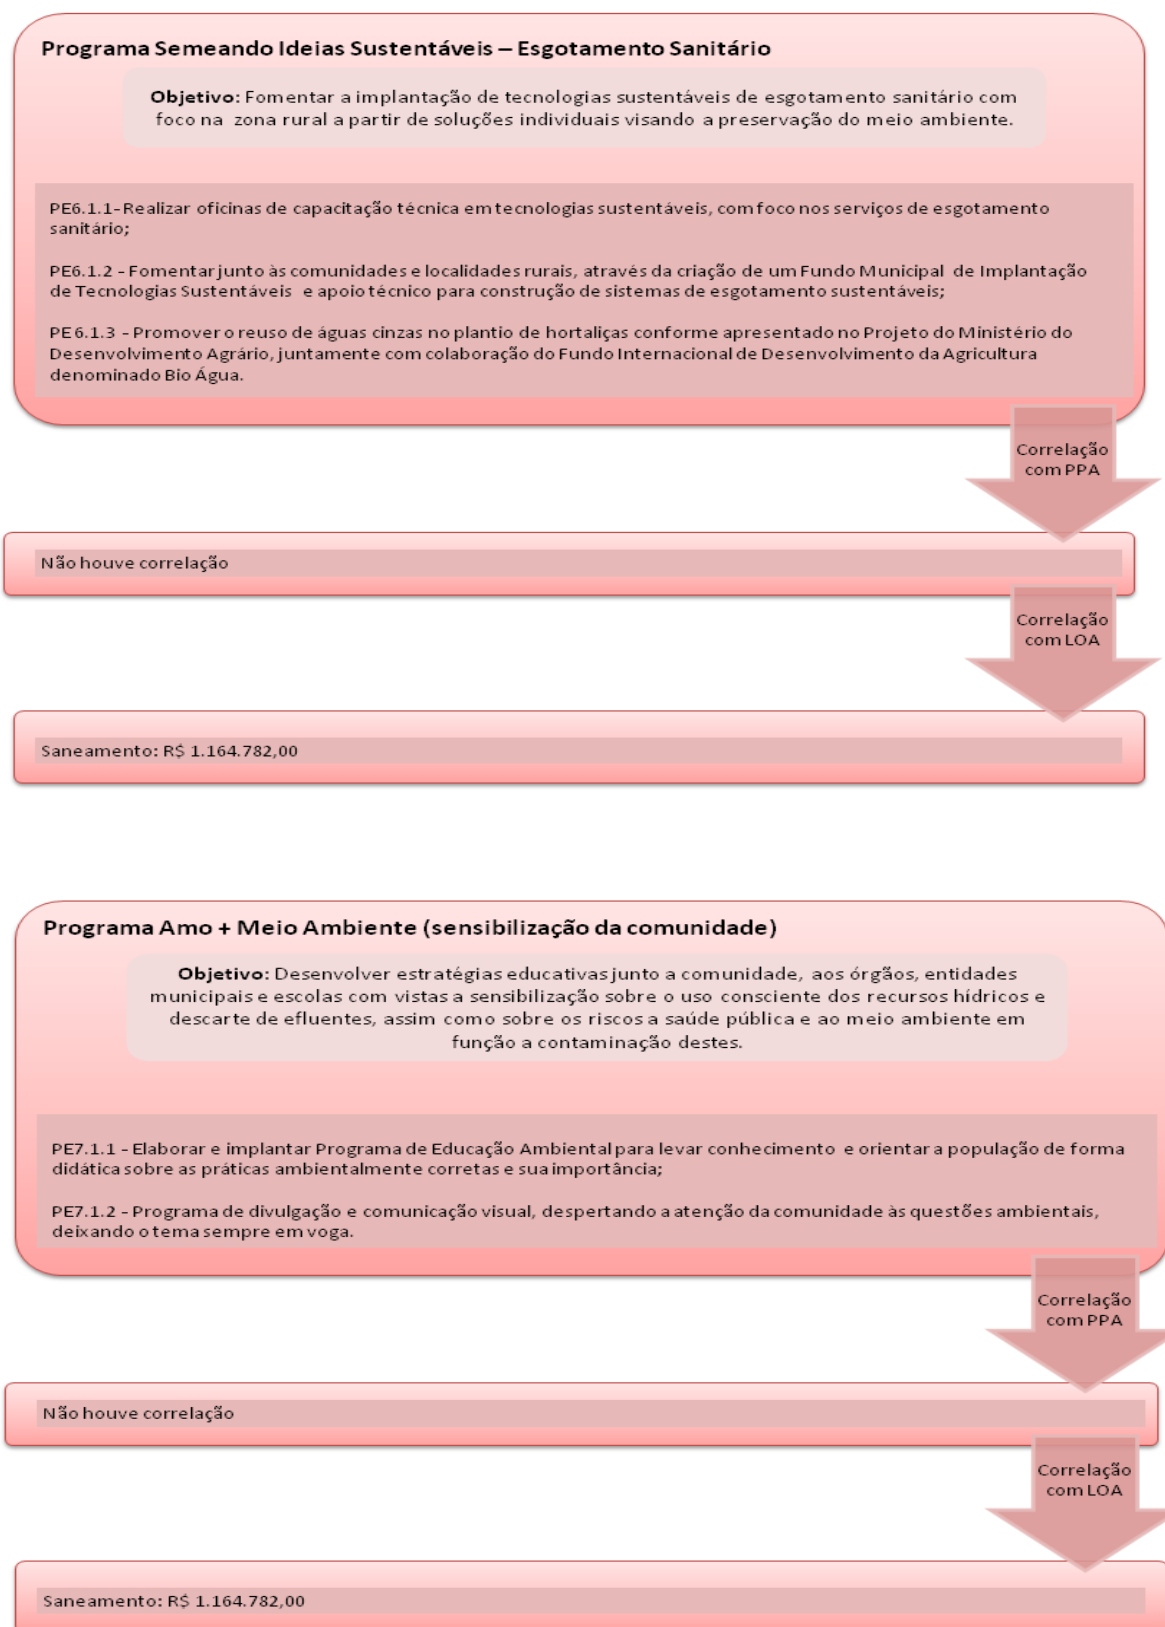 Programa Semeando Ideias Sustentáveis – Esgotamento Sanitário
Objetivo: Fomentar a implantação de tecnologias sustentáveis de esgotamento sanitário com
foco na zona rural a partir de soluções individuais visando a preservação do meio ambiente.
PE6.1.1- Realizar oficinas de capacitação técnica em tecnologias sustentáveis, com foco nos serviços de esgotamento
sanitário;
PE6.1.2 - Fomentar junto às comunidades e localidades rurais, através da criação de um Fundo Municipal de Implantação
de Tecnologias Sustentáveis e apoio técnico para construção de sistemas de esgotamento sustentáveis;
PE 6.1.3 - Promover o reuso de águas cinzas no plantio de hortaliças conforme apresentado no Projeto do Ministério do
Desenvolvimento Agrário, juntamente com colaboração do Fundo Internacional de Desenvolvimento da Agricultura
denominado Bio Água.
Correlação
com PPA
Não houve correlação
Correlação
com LOA
Saneamento: R$ 1.164.782,00
Programa Amo + Meio Ambiente (sensibilização da comunidade)
Objetivo: Desenvolver estratégias educativas junto a comunidade, aos órgãos, entidades
municipais e escolas com vistas a sensibilização sobre o uso consciente dos recursos hídricos e
descarte de efluentes, assim como sobre os riscos a saúde pública e ao meio ambiente em
função a contaminação destes.
PE7.1.1 - Elaborar e implantar Programa de Educação Ambiental para levar conhecimento e orientar a população de forma
didática sobre as práticas ambientalmente corretas e sua importância;
PE7.1.2 - Programa de divulgação e comunicação visual, despertando a atenção da comunidade às questões ambientais,
deixando o tema sempre em voga.
Correlação
com PPA
Não houve correlação
Correlação
com LOA
Saneamento: R$ 1.164.782,00